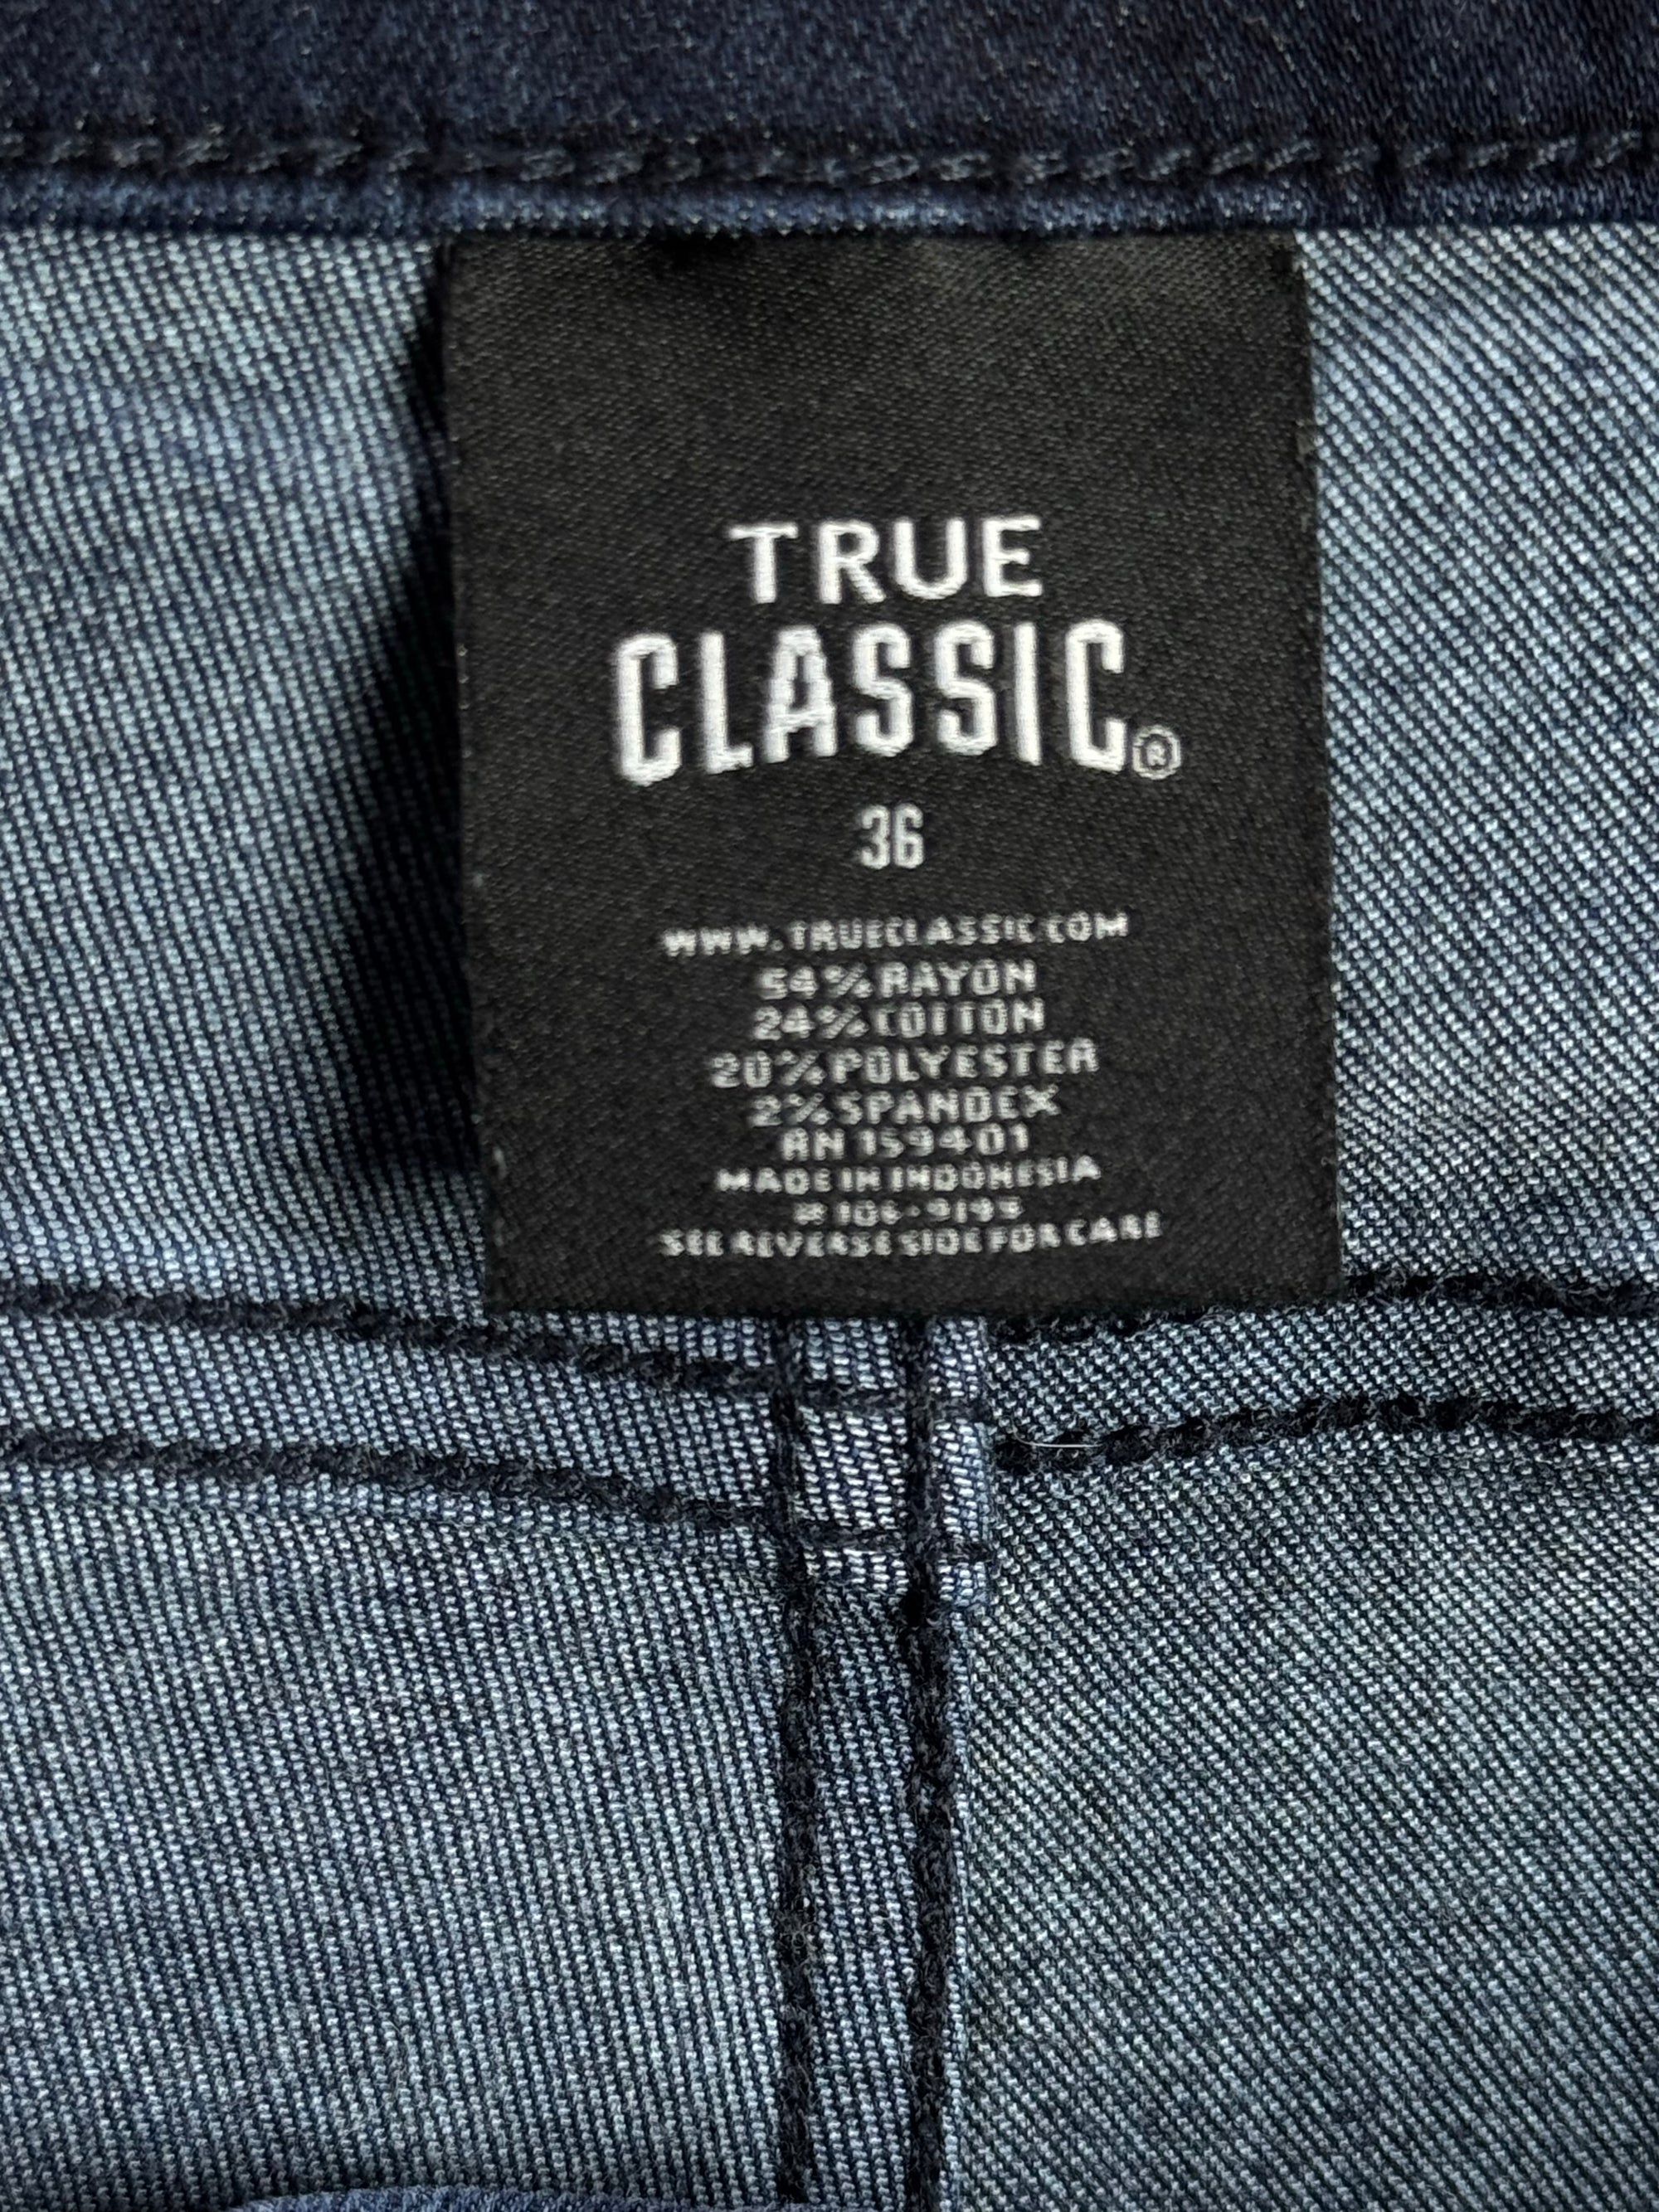 TRUE
CLASSIC®
36
WWW.TRUECLASSIC.COM
54% RAYON
24% COTTON
20% POLYESTER
2% SPANDEX
RN 159401
MADE IN INDONESIA
SEE REVERSE SIDE FOR CARE